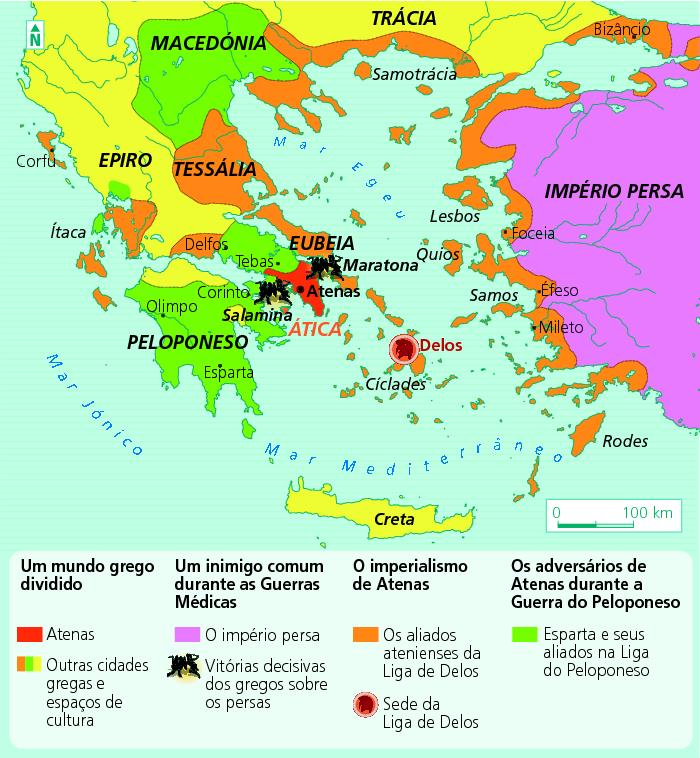 N
TRÁCIA
Bizâncio
MACEDÓNIA
Samotrácia
Corfu
EPIRO
TESSÁLIA
Mar Egeu
IMPÉRIO PERSA
Lesbos
Ítaca
Foceia
Delfos
EUBEIA
Quios
Tebas
Maratona
Corinto
Atenas
Samos
Éfeso
Olimpo
Salamina
ÁTICA
Mileto
PELOPONESO
Delos
Esparta
Cíclades
Mar Jónico
Rodes
Mar Mediterrâneo
0 100 km
Creta
Um mundo grego
dividido
Atenas
Outras cidades
gregas e
espaços de
cultura
Um inimigo comum
durante as Guerras
Médicas
O império persa
Vitórias decisivas
dos gregos sobre
os persas
O imperialismo
de Atenas
Os aliados
atenienses da
Liga de Delos
Sede da
Liga de Delos
Os adversários de
Atenas durante a
Guerra do Peloponeso
Esparta e seus
aliados na Liga
do Peloponeso